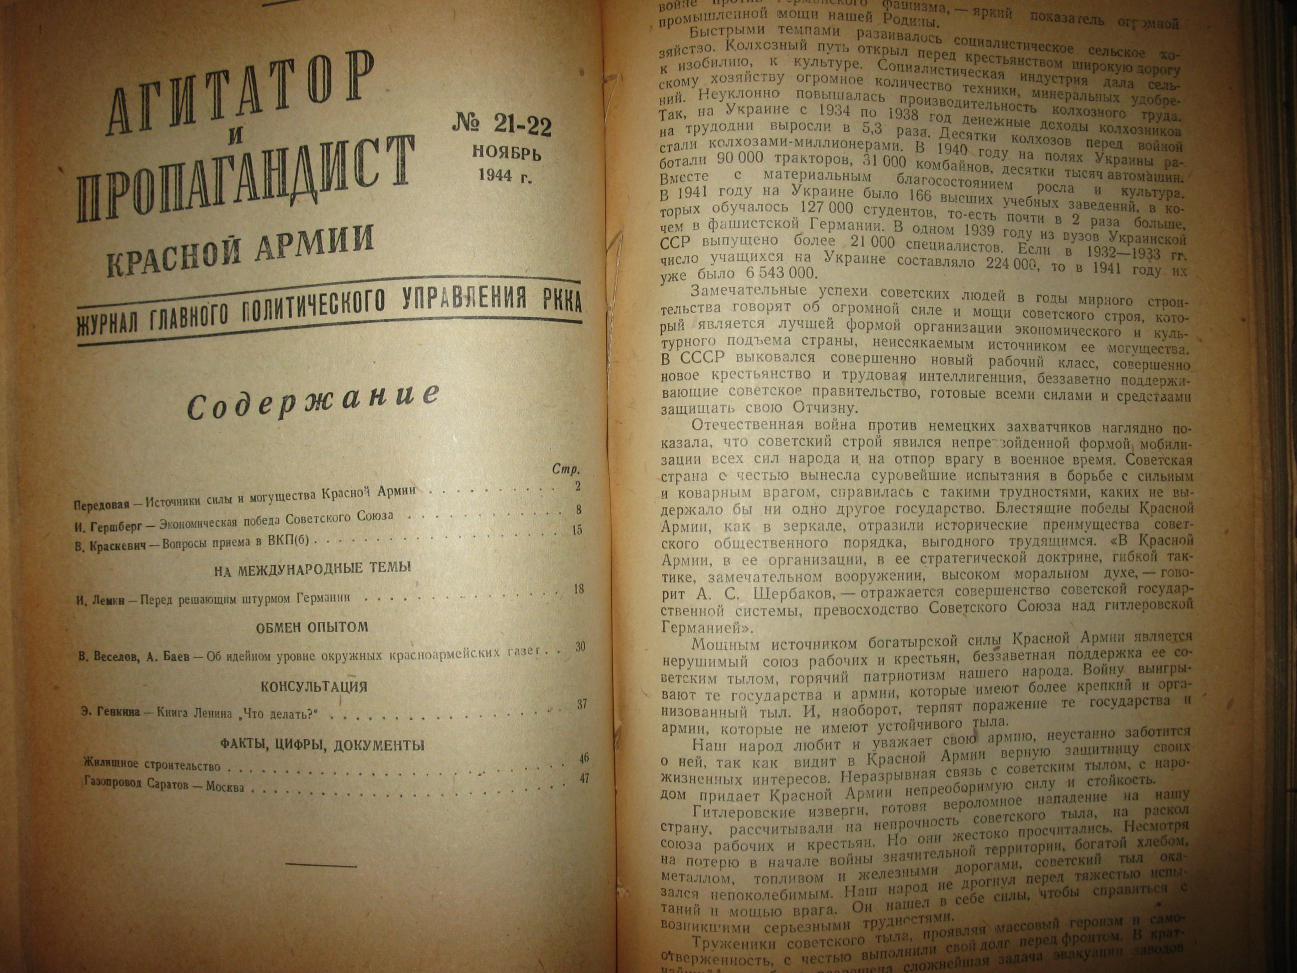 АГИТАТОР
И
ПРОПАГАНДИСТ
КРАСНОЙ АРМИИ
№ 21-22
НОЯБРЬ
1944 г.
ЖУРНАЛ ГЛАВНОГО ПОЛИТИЧЕСКОГО УПРАВЛЕНИЯ РККА
Содержание
Стр.
Передовая — Источники силы и могущества Красной Армии . . . . . . . . . . 2
И. Гершберг — Экономическая победа Советского Союза . . . . . . . . . . 8
В. Краскевич — Вопросы приема в ВКП(б) . . . . . . . . . . 15
НА МЕЖДУНАРОДНЫЕ ТЕМЫ
И. Лемин — Перед решающим штурмом Германии . . . . . . . . . . 18
ОБМЕН ОПЫТОМ
В. Веселов, А. Баев — Об идейном уровне окружных красноармейских газет . . 30
КОНСУЛЬТАЦИЯ
Э. Генкина — Книга Ленина „Что делать?“ . . . . . . . . . . 37
ФАКТЫ, ЦИФРЫ, ДОКУМЕНТЫ
Жилищное строительство . . . . . . . . . . 46
Газопровод Саратов — Москва . . . . . . . . . . 47
войне против Германского фашизма, — яркий показатель огромной
промышленной мощи нашей Родины.
Быстрыми темпами развивалось социалистическое сельское хо-
зяйство. Колхозный путь открыл перед крестьянством широкую дорогу
к изобилию, к культуре. Социалистическая индустрия дала сель-
скому хозяйству огромное количество техники, минеральных удобре-
ний. Неуклонно повышалась производительность колхозного труда.
Так, на Украине с 1934 по 1938 год денежные доходы колхозников
на трудодни выросли в 5,3 раза. Десятки колхозов перед войной
стали колхозами-миллионерами. В 1940 году на полях Украины ра-
ботали 90 000 тракторов, 31 000 комбайнов, десятки тысяч автомашин.
Вместе с материальным благосостоянием росла и культура.
В 1941 году на Украине было 166 высших учебных заведений, в ко-
торых обучалось 127 000 студентов, то-есть почти в 2 раза больше,
чем в фашистской Германии. В одном 1939 году из вузов Украинской
ССР выпущено более 21 000 специалистов. Если в 1932—1933 гг.
число учащихся на Украине составляло 224 000, то в 1941 году их
уже было 6 543 000.
Замечательные успехи советских людей в годы мирного строи-
тельства говорят об огромной силе и мощи советского строя, кото-
рый является лучшей формой организации экономического и куль-
турного подъема страны, неиссякаемым источником ее могущества.
В СССР выковался совершенно новый рабочий класс, совершенно
новое крестьянство и трудовая интеллигенция, беззаветно поддержи-
вающие советское правительство, готовые всеми силами и средствами
защищать свою Отчизну.
Отечественная война против немецких захватчиков наглядно по-
казала, что советский строй явился непревзойденной формой мобили-
зации всех сил народа и на отпор врагу в военное время. Советская
страна с честью вынесла суровейшие испытания в борьбе с сильным
и коварным врагом, справилась с такими трудностями, каких не вы-
держало бы ни одно другое государство. Блестящие победы Красной
Армии, как в зеркале, отразили исторические преимущества совет-
ского общественного порядка, выгодного трудящимся. «В Красной
Армии, в ее организации, в ее стратегической доктрине, гибкой так-
тике, замечательном вооружении, высоком моральном духе, — гово-
рит А. С. Щербаков, — отражается совершенство советской государ-
ственной системы, превосходство Советского Союза над гитлеровской
Германией».
Мощным источником богатырской силы Красной Армии является
нерушимый союз рабочих и крестьян, беззаветная поддержка ее со-
ветским тылом, горячий патриотизм нашего народа. Войну выигры-
вают те государства и армии, которые имеют более крепкий и орга-
низованный тыл. И, наоборот, терпят поражение те государства и
армии, которые не имеют устойчивого тыла.
Наш народ любит и уважает свою армию, неустанно заботится
о ней, так как видит в Красной Армии верную защитницу своих
жизненных интересов. Неразрывная связь с советским тылом, с наро-
дом придает Красной Армии непреоборимую силу и стойкость.
Гитлеровские изверги, готовя вероломное нападение на нашу
страну, рассчитывали на непрочность советского тыла, на раскол
союза рабочих и крестьян. Но они жестоко просчитались. Несмотря
на потерю в начале войны значительной территории, богатой хлебом,
металлом, топливом и железными дорогами, советский тыл ока-
зался непоколебимым. Наш народ не дрогнул перед тяжестью испы-
таний и мощью врага. Он нашел в себе силы, чтобы справиться с
возникшими серьезными трудностями.
Труженики советского тыла, проявляя массовый героизм и само-
отверженность, с честью выполнили свой долг перед фронтом. В крат-
сложнейшая задача эвакуации заводов